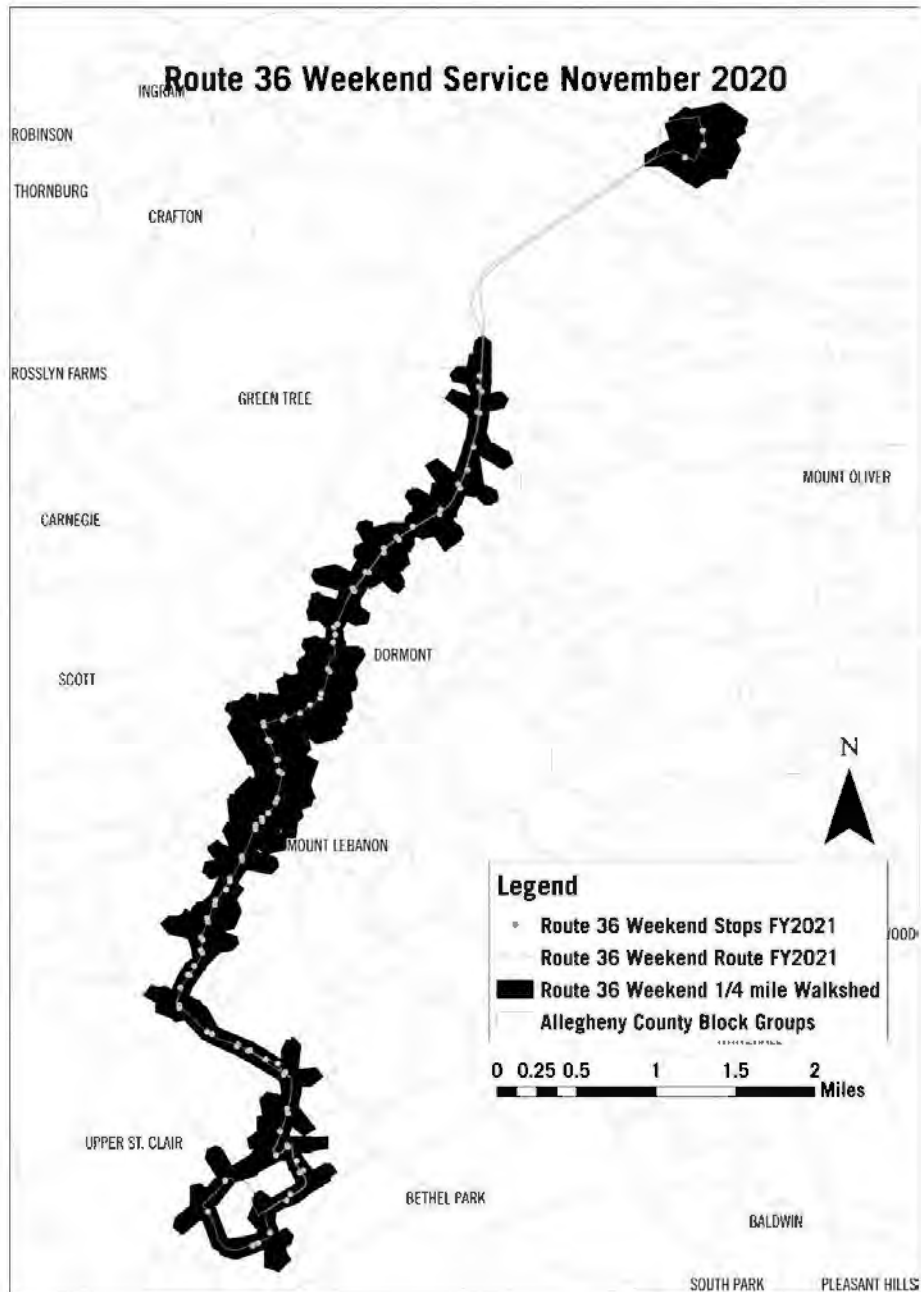 Route 36 Weekend Service November 2020
INGRAM
ROBINSON
THORNBURG
CRAFTON
ROSSLYN FARMS
GREEN TREE
MOUNT OLIVER
CARNEGIE
DORMONT
SCOTT
N
MOUNT LEBANON
Legend
Route 36 Weekend Stops FY2021
Route 36 Weekend Route FY2021
Route 36 Weekend 1/4 mile Walkshed
Allegheny County Block Groups
0 0.25 0.5 1 1.5 2
Miles
UPPER ST. CLAIR
BETHEL PARK
BALDWIN
SOUTH PARK
PLEASANT HILLS